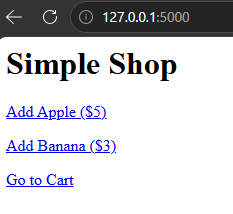 127.0.0.1:5000
Simple Shop
Add Apple ($5)
Add Banana ($3)
Go to Cart